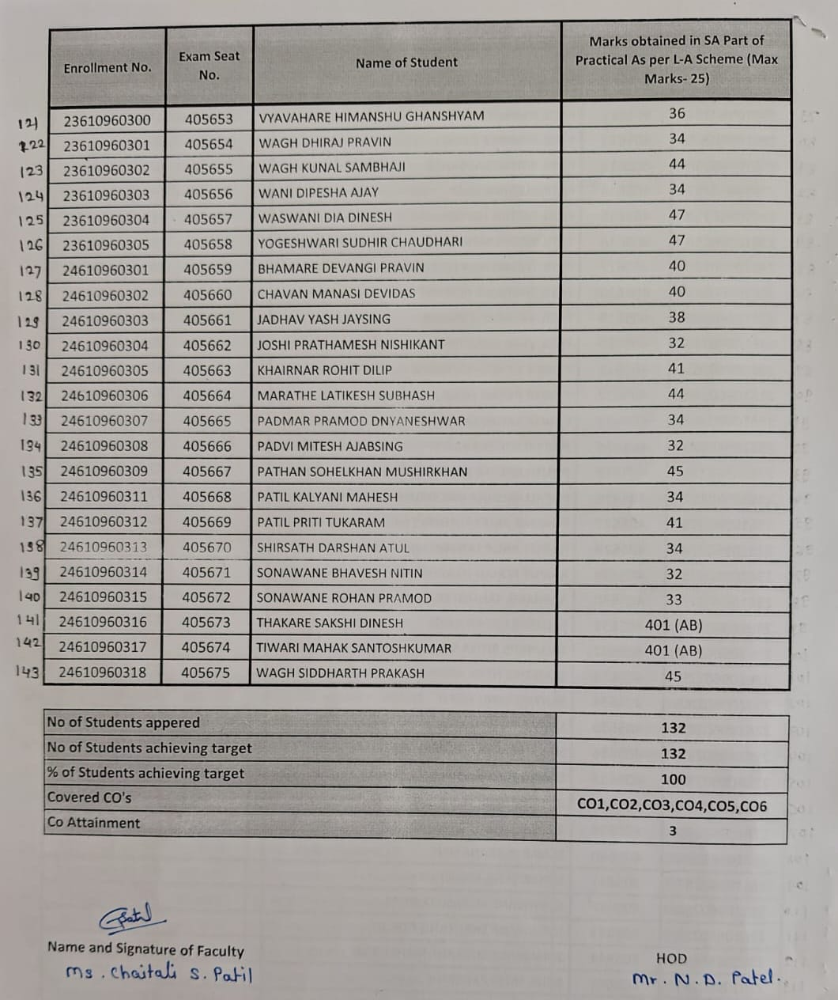 Enrollment No. Exam Seat No. Name of Student Marks obtained in SA Part of Practical As per L-A Scheme (Max Marks- 25)
121 23610960300 405653 VYAVAHARE HIMANSHU GHANSHYAM 36
122 23610960301 405654 WAGH DHIRAJ PRAVIN 34
123 23610960302 405655 WAGH KUNAL SAMBHAJI 44
124 23610960303 405656 WANI DIPESHA AJAY 34
125 23610960304 405657 WASWANI DIA DINESH 47
126 23610960305 405658 YOGESHWARI SUDHIR CHAUDHARI 47
127 24610960301 405659 BHAMARE DEVANGI PRAVIN 40
128 24610960302 405660 CHAVAN MANASI DEVIDAS 40
129 24610960303 405661 JADHAV YASH JAYSING 38
130 24610960304 405662 JOSHI PRATHAMESH NISHIKANT 32
131 24610960305 405663 KHAIRNAR ROHIT DILIP 41
132 24610960306 405664 MARATHE LATIKESH SUBHASH 44
133 24610960307 405665 PADMAR PRAMOD DNYANESHWAR 34
134 24610960308 405666 PADVI MITESH AJABSING 32
135 24610960309 405667 PATHAN SOHELKHAN MUSHIRKHAN 45
136 24610960311 405668 PATIL KALYANI MAHESH 34
137 24610960312 405669 PATIL PRITI TUKARAM 41
138 24610960313 405670 SHIRSATH DARSHAN ATUL 34
139 24610960314 405671 SONAWANE BHAVESH NITIN 32
140 24610960315 405672 SONAWANE ROHAN PRAMOD 33
141 24610960316 405673 THAKARE SAKSHI DINESH 401 (AB)
142 24610960317 405674 TIWARI MAHAK SANTOSHKUMAR 401 (AB)
143 24610960318 405675 WAGH SIDDHARTH PRAKASH 45
No of Students appered 132
No of Students achieving target 132
% of Students achieving target 100
Covered CO's CO1,CO2,CO3,CO4,CO5,CO6
Co Attainment 3
Name and Signature of Faculty
Ms. Chaitali S. Patil
HOD
Mr. N. D. Patel.